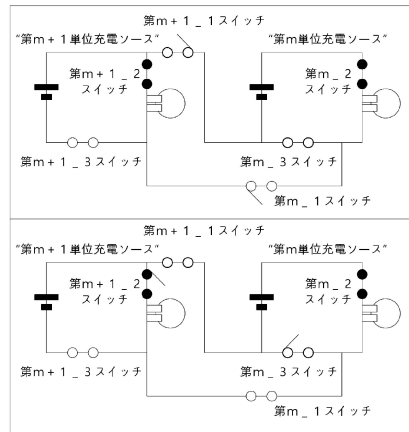 第ｍ＋１＿１スイッチ
“第ｍ＋１単位充電ソース”
“第ｍ単位充電ソース”
第ｍ＋１＿２
スイッチ
第ｍ＿２
スイッチ
第ｍ＋１＿３スイッチ
第ｍ＿３スイッチ
第ｍ＿１スイッチ
第ｍ＋１＿１スイッチ
“第ｍ＋１単位充電ソース”
“第ｍ単位充電ソース”
第ｍ＋１＿２
スイッチ
第ｍ＿２
スイッチ
第ｍ＋１＿３スイッチ
第ｍ＿３スイッチ
第ｍ＿１スイッチ